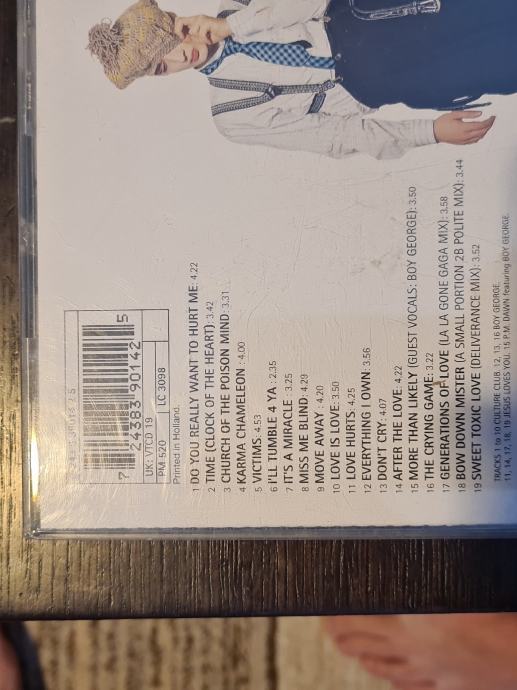 7 24383 90142 5
UK: VTCD 19
PM 520
LC 3098
Printed in Holland.
1 DO YOU REALLY WANT TO HURT ME: 4.22
2 TIME (CLOCK OF THE HEART): 3.42
3 CHURCH OF THE POISON MIND: 3.31
4 KARMA CHAMELEON: 4.00
5 VICTIMS: 4.53
6 I'LL TUMBLE 4 YA: 2.35
7 IT'S A MIRACLE: 3.25
8 MISS ME BLIND: 4.29
9 MOVE AWAY: 4.20
10 LOVE IS LOVE: 3.50
11 LOVE HURTS: 4.25
12 EVERYTHING I OWN: 3.56
13 DON'T CRY: 4.07
14 AFTER THE LOVE: 4.22
15 MORE THAN LIKELY (GUEST VOCALS: BOY GEORGE): 3.50
16 THE CRYING GAME: 3.22
17 GENERATIONS OF LOVE (LA LA GONE GAGA MIX): 3.58
18 BOW DOWN MISTER (A SMALL PORTION 2B POLITE MIX): 3.44
19 SWEET TOXIC LOVE (DELIVERANCE MIX): 3.52
TRACKS 1 to 10 CULTURE CLUB. 12, 13, 16 BOY GEORGE.
11, 14, 17, 18, 19 JESUS LOVES YOU. 15 P.M. DAWN featuring BOY GEORGE.